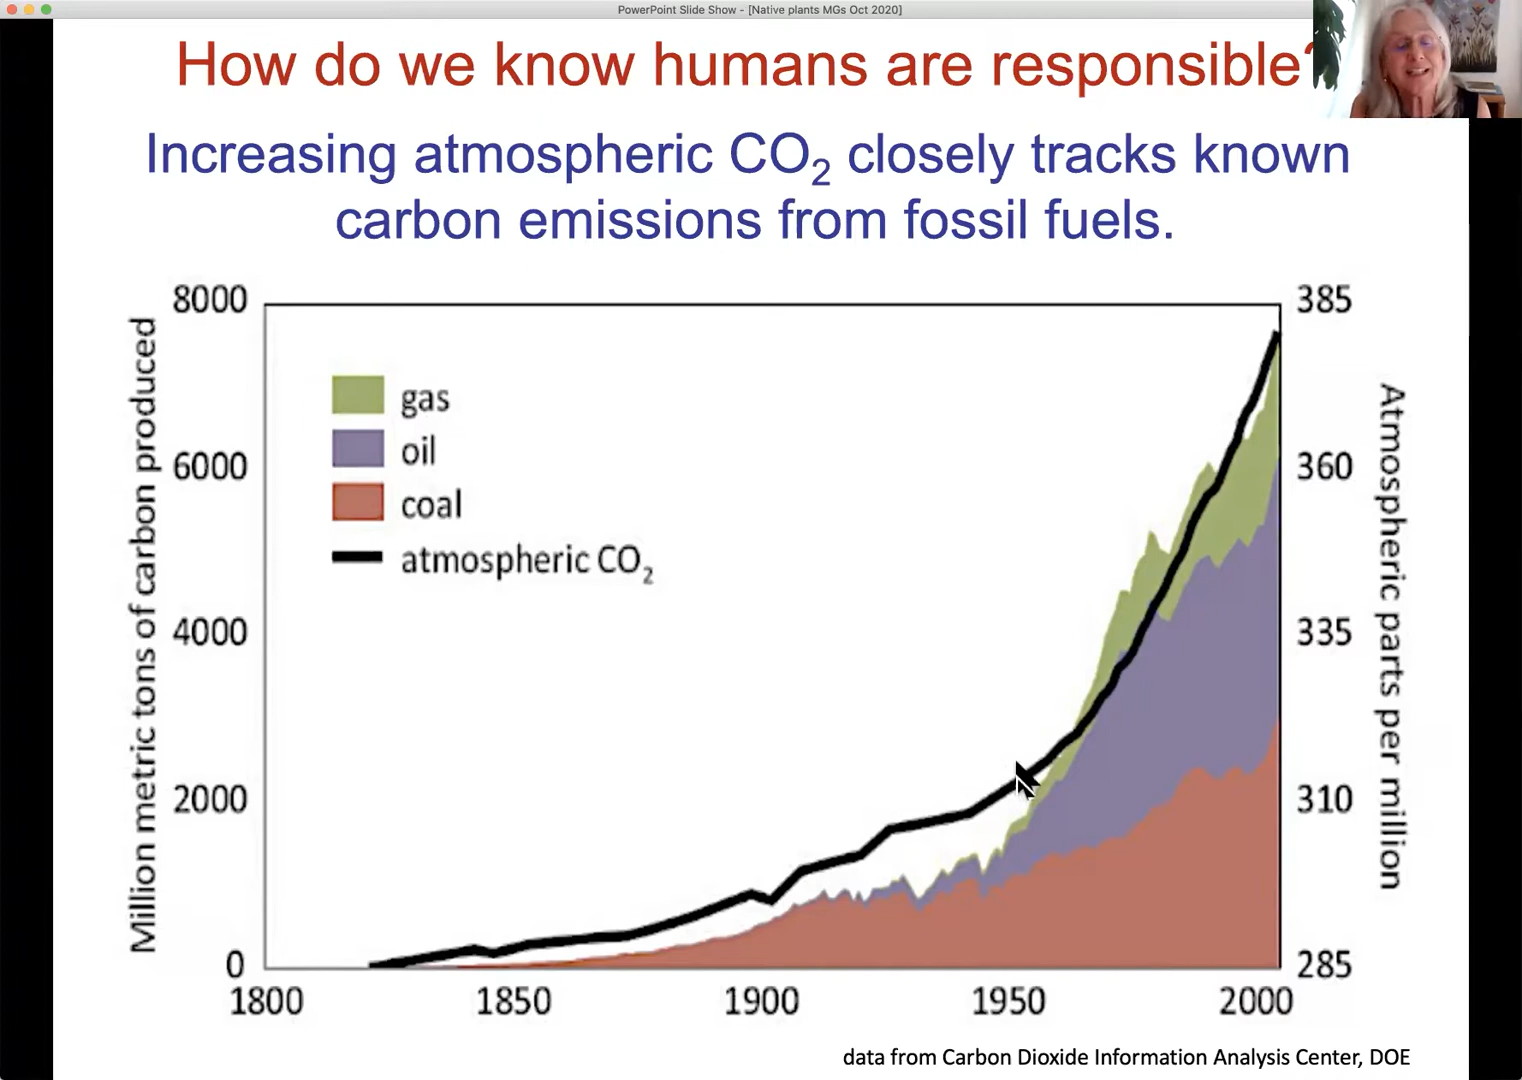 PowerPoint Slide Show - [Native plants MGs Oct 2020]
How do we know humans are responsible?
Increasing atmospheric CO₂ closely tracks known
carbon emissions from fossil fuels.
Million metric tons of carbon produced
8000
6000
4000
2000
0
gas
oil
coal
atmospheric CO₂
385
360
335
310
285
Atmospheric parts per million
1800 1850 1900 1950 2000
data from Carbon Dioxide Information Analysis Center, DOE